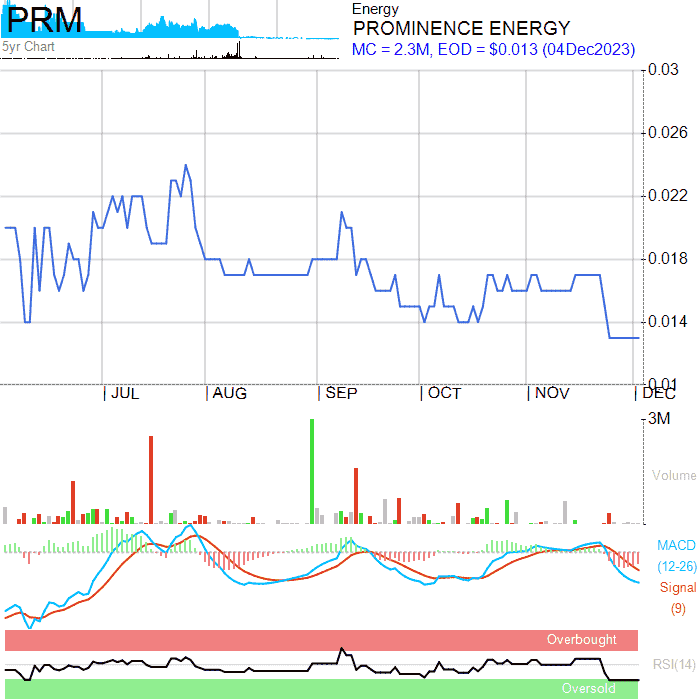 PRM
5yr Chart
Energy
PROMINENCE ENERGY
MC = 2.3M, EOD = $0.013 (04Dec2023)
0.03
0.026
0.022
0.018
0.014
0.01
JUL
AUG
SEP
OCT
NOV
DEC
3M
Volume
MACD
(12-26)
Signal
(9)
Overbought
RSI(14)
Oversold